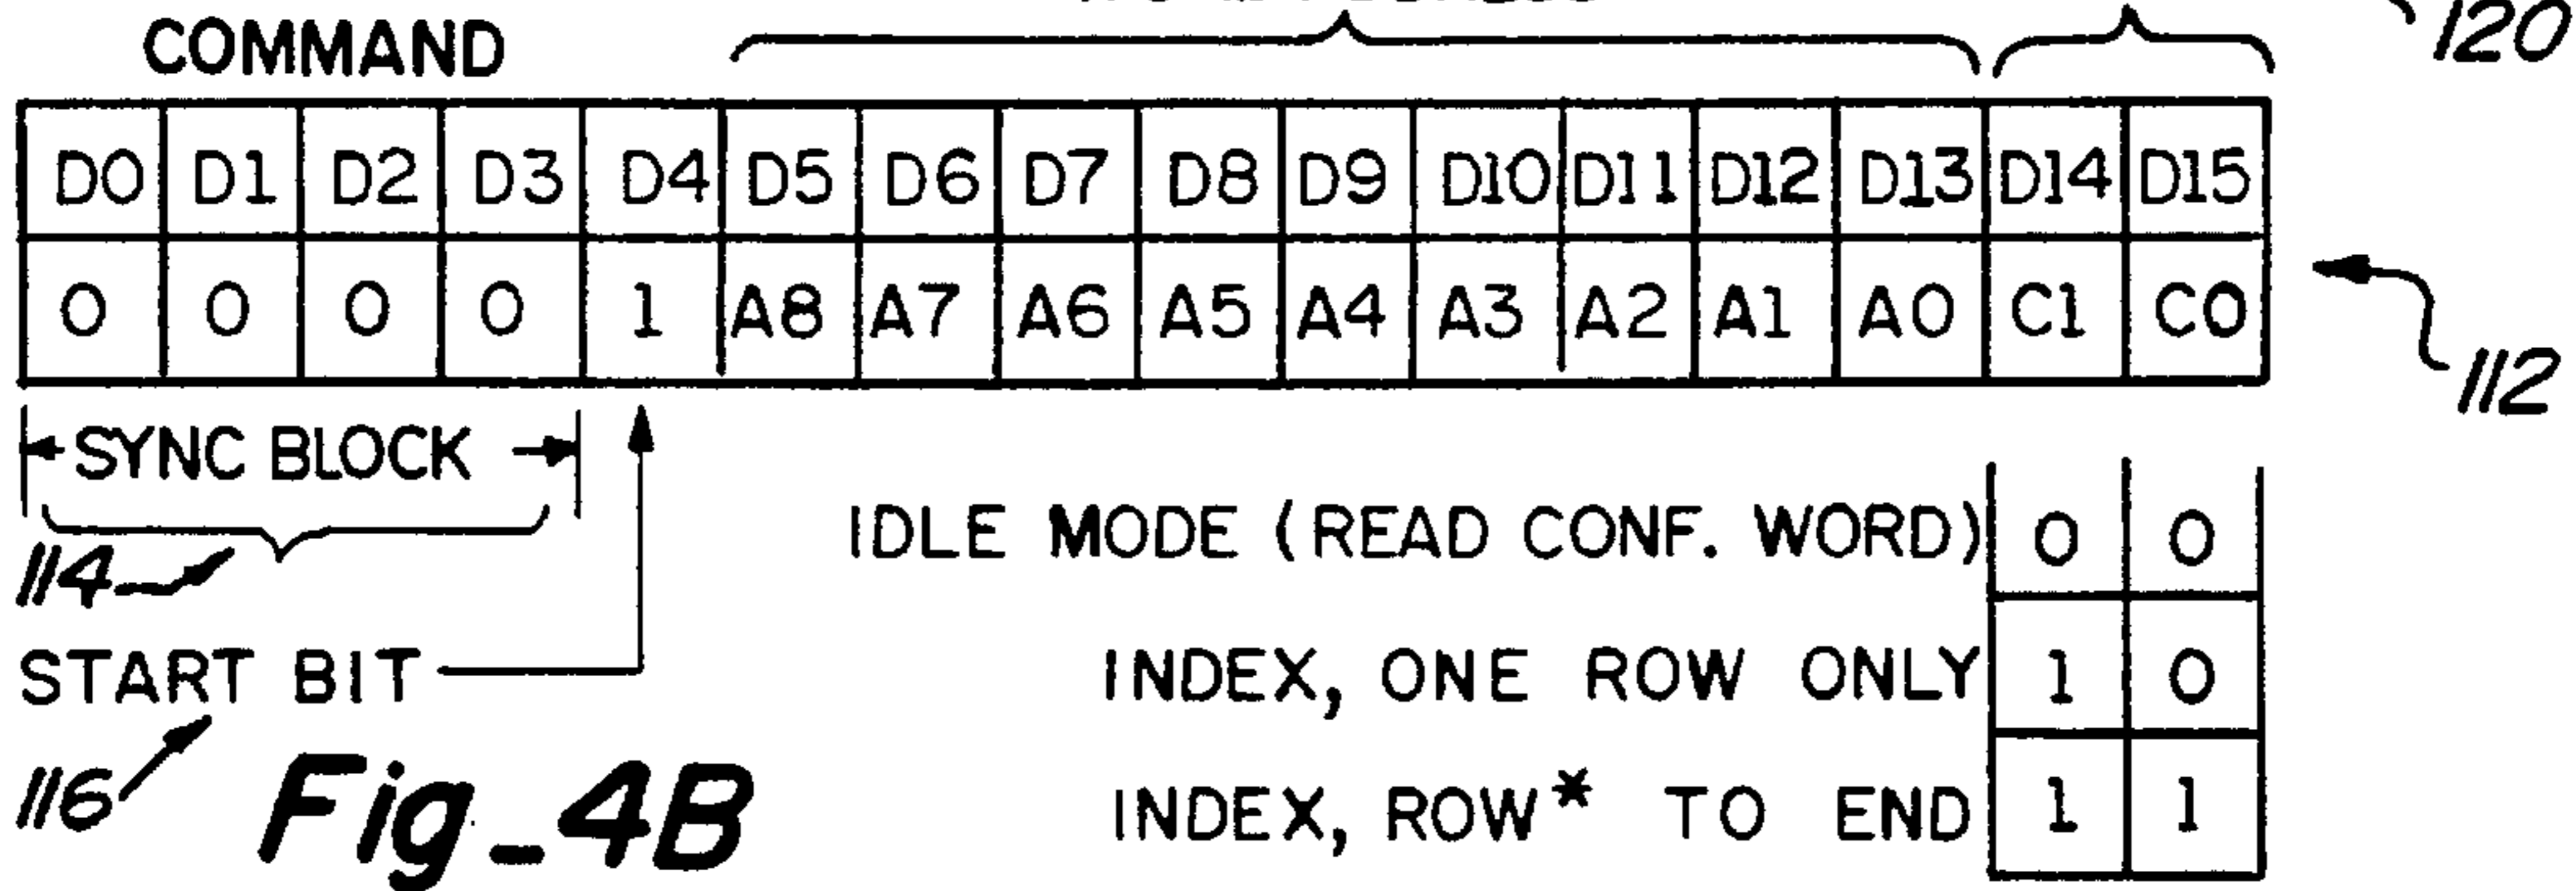 120
COMMAND
D0 D1 D2 D3 D4 D5 D6 D7 D8 D9 D10 D11 D12 D13 D14 D15
0 0 0 0 1 A8 A7 A6 A5 A4 A3 A2 A1 A0 C1 C0
112
SYNC BLOCK
114
IDLE MODE (READ CONF. WORD) 0 0
START BIT
INDEX, ONE ROW ONLY 1 0
116
Fig_4B
INDEX, ROW* TO END 1 1